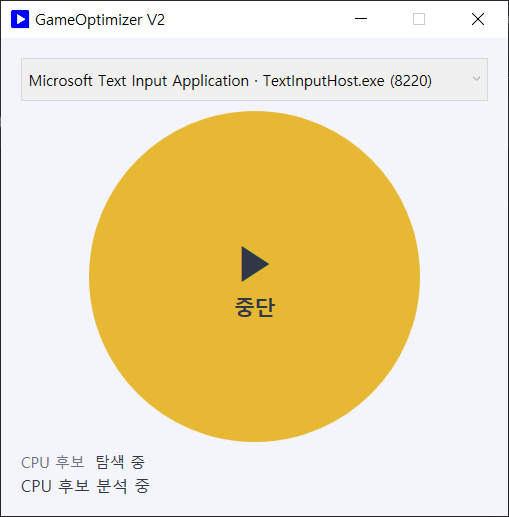 GameOptimizer V2
Microsoft Text Input Application · TextInputHost.exe (8220)
중단
CPU 후보 탐색 중
CPU 후보 분석 중